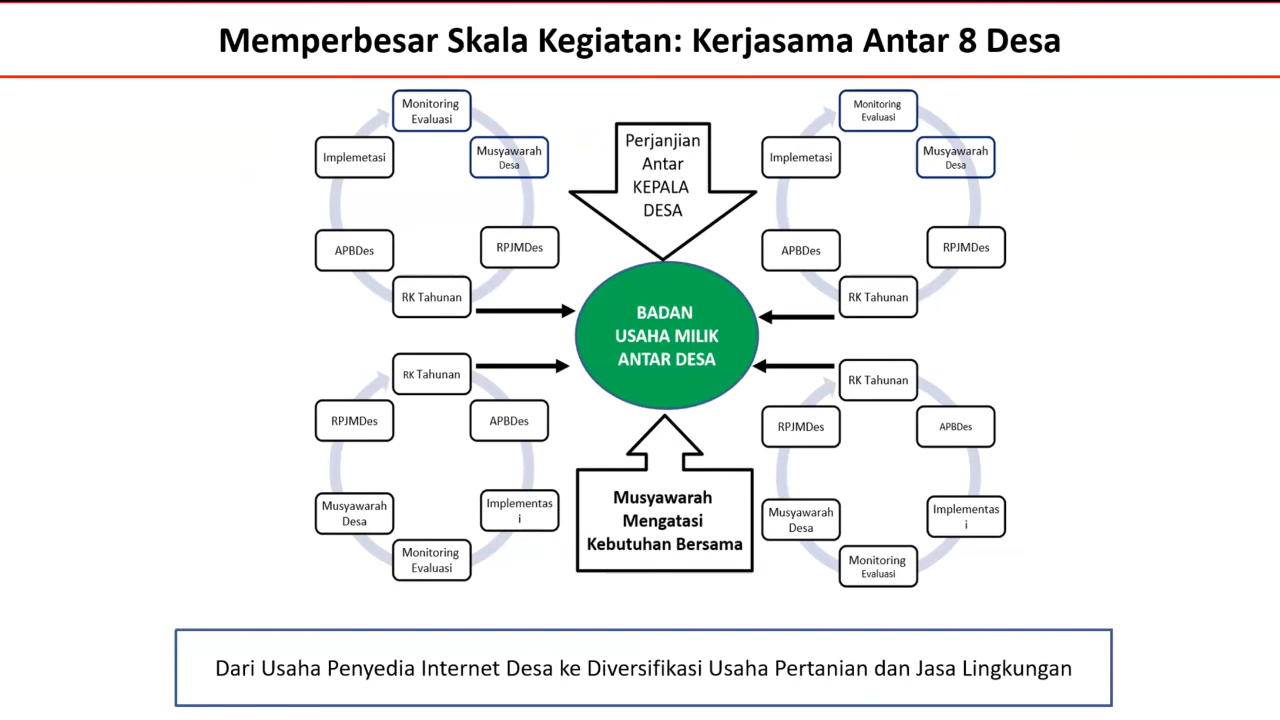 Memperbesar Skala Kegiatan: Kerjasama Antar 8 Desa
Monitoring
Evaluasi
Musyawarah
Desa
RPJMDes
RK Tahunan
APBDes
Implemetasi
Perjanjian
Antar
KEPALA
DESA
Monitoring
Evaluasi
Musyawarah
Desa
RPJMDes
RK Tahunan
APBDes
Implemetasi
BADAN
USAHA MILIK
ANTAR DESA
RK Tahunan
APBDes
Implementas
i
Monitoring
Evaluasi
Musyawarah
Desa
RPJMDes
Musyawarah
Mengatasi
Kebutuhan Bersama
RK Tahunan
APBDes
Implementas
i
Monitoring
Evaluasi
Musyawarah
Desa
RPJMDes
Dari Usaha Penyedia Internet Desa ke Diversifikasi Usaha Pertanian dan Jasa Lingkungan